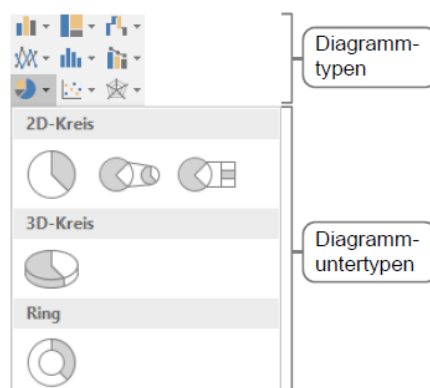 Diagramm-
typen
2D-Kreis
3D-Kreis
Diagramm-
untertypen
Ring